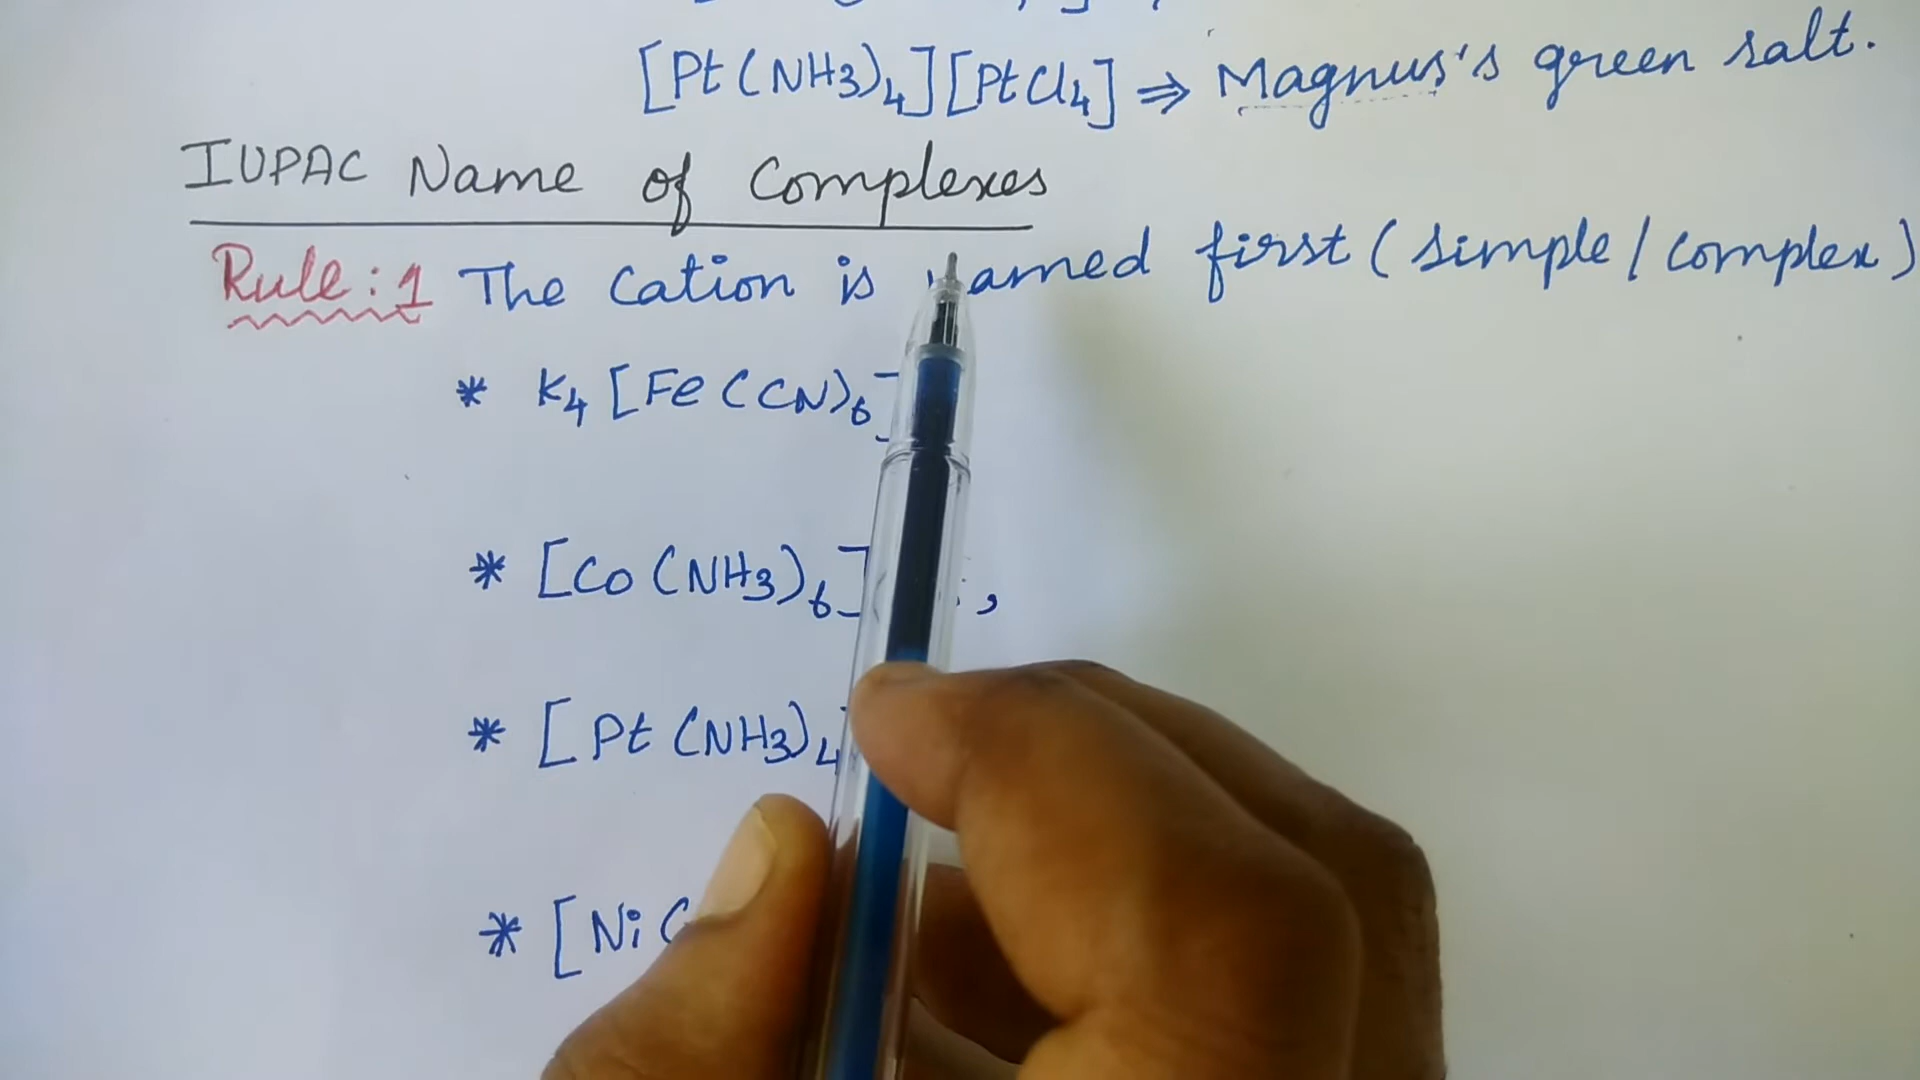 [Pt(NH3)4][PtCl4] ⇒ Magnus's green salt.
IUPAC Name of Complexes
Rule:1 The Cation is named first (simple/complex)
* K4[Fe(CN)6]
* [Co(NH3)6]
* [Pt(NH3)4]
* [Ni(